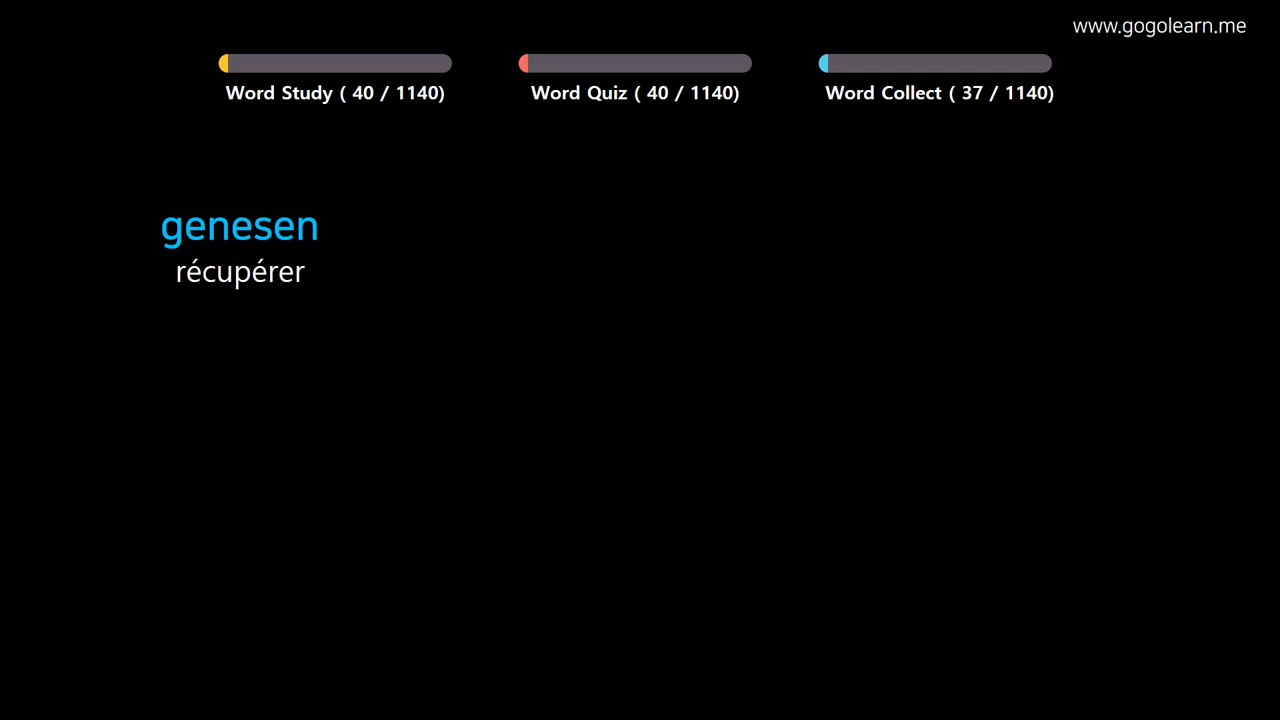 www.gogolearn.me
Word Study ( 40 / 1140)
Word Quiz ( 40 / 1140)
Word Collect ( 37 / 1140)
genesen
récupérer